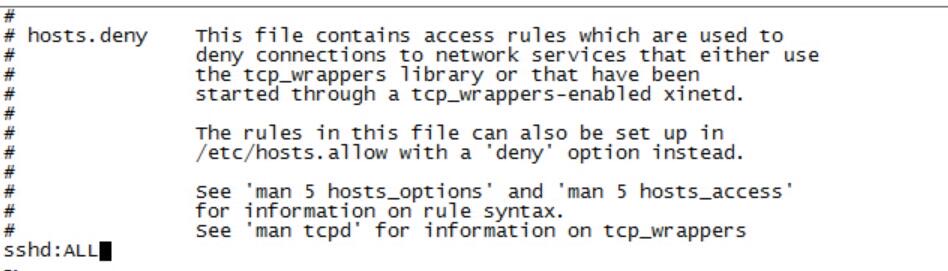 #
# hosts.deny    This file contains access rules which are used to
#               deny connections to network services that either use
#               the tcp_wrappers library or that have been
#               started through a tcp_wrappers-enabled xinetd.
#
#               The rules in this file can also be set up in
#               /etc/hosts.allow with a 'deny' option instead.
#
#               See 'man 5 hosts_options' and 'man 5 hosts_access'
#               for information on rule syntax.
#               See 'man tcpd' for information on tcp_wrappers
sshd:ALL